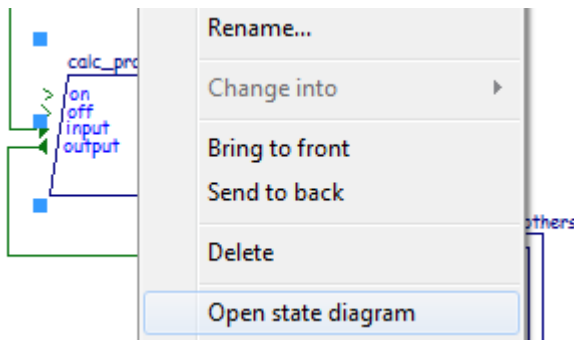 Rename...
calc_pro
on
Change into
off
input
output
Bring to front
Send to back
others
Delete
Open state diagram